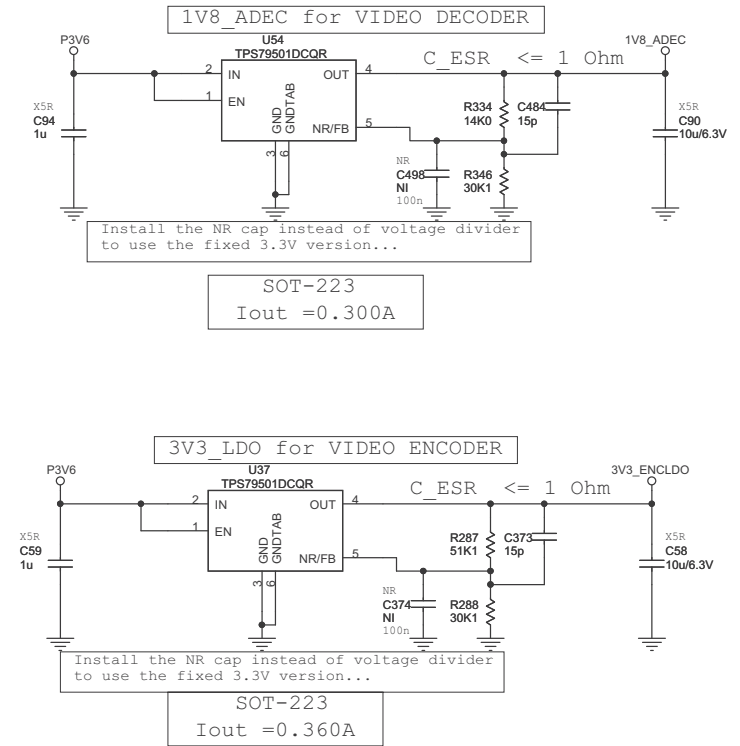 1V8_ADEC for VIDEO DECODER
P3V6
U54
TPS79501DCQR
1V8_ADEC
C_ESR <= 1 Ohm
2 IN
OUT 4
1 EN
GND
GNDTAB
NR/FB 5
3
6
X5R
C94
1u
R334
14K0
C484
15p
X5R
C90
10u/6.3V
NR
C498
NI
100n
R346
30K1
Install the NR cap instead of voltage divider
to use the fixed 3.3V version...
SOT-223
Iout =0.300A
3V3_LDO for VIDEO ENCODER
P3V6
U37
TPS79501DCQR
3V3_ENCLDO
C_ESR <= 1 Ohm
2 IN
OUT 4
1 EN
GND
GNDTAB
NR/FB 5
3
6
X5R
C59
1u
R287
51K1
C373
15p
X5R
C58
10u/6.3V
NR
C374
NI
100n
R288
30K1
Install the NR cap instead of voltage divider
to use the fixed 3.3V version...
SOT-223
Iout =0.360A